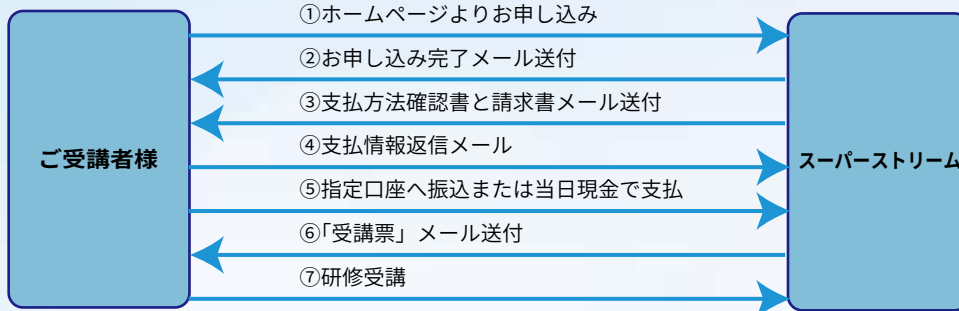 ①ホームページよりお申し込み
②お申し込み完了メール送付
③支払方法確認書と請求書メール送付
④支払情報返信メール
ご受講者様
スーパーストリーム
⑤指定口座へ振込または当日現金で支払
⑥「受講票」メール送付
⑦研修受講